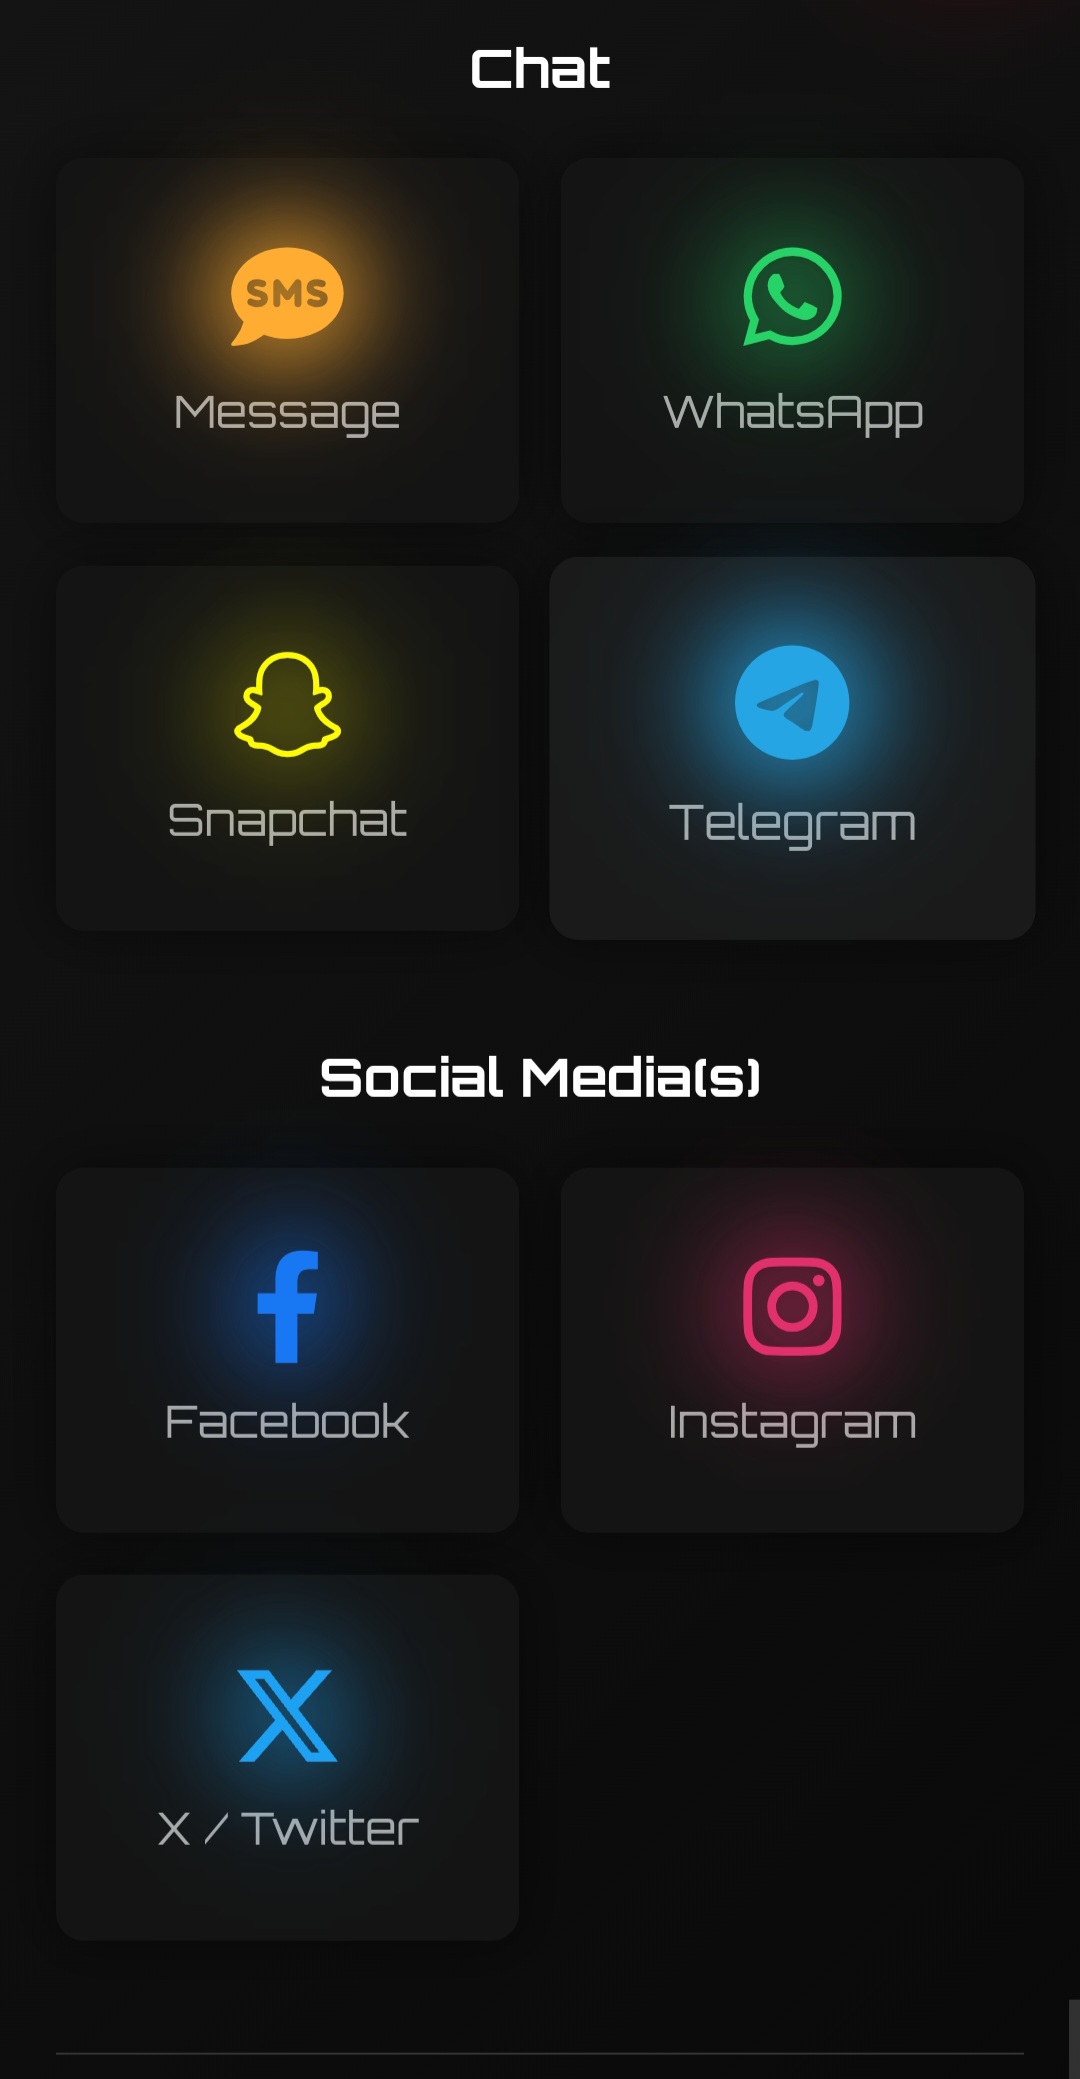 Chat
SMS
Message
WhatsApp
Snapchat
Telegram
Social Media(s)
Facebook
Instagram
X / Twitter